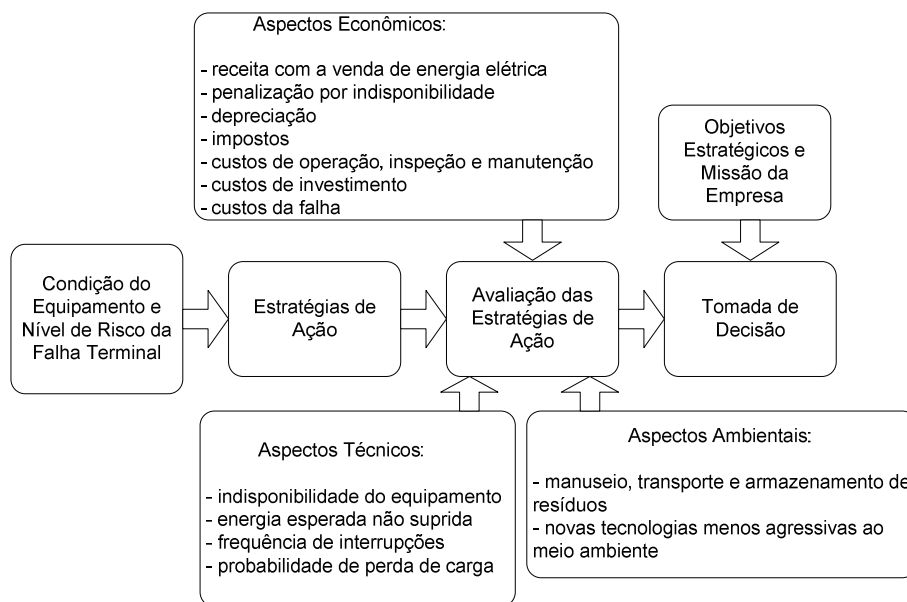 Aspectos Econômicos:
- receita com a venda de energia elétrica
- penalização por indisponibilidade
- depreciação
- impostos
- custos de operação, inspeção e manutenção
- custos de investimento
- custos da falha
Objetivos
Estratégicos e
Missão da
Empresa
Condição do
Equipamento e
Nível de Risco da
Falha Terminal
Estratégias de
Ação
Avaliação das
Estratégias de
Ação
Tomada de
Decisão
Aspectos Técnicos:
- indisponibilidade do equipamento
- energia esperada não suprida
- frequência de interrupções
- probabilidade de perda de carga
Aspectos Ambientais:
- manuseio, transporte e armazenamento de
resíduos
- novas tecnologias menos agressivas ao
meio ambiente